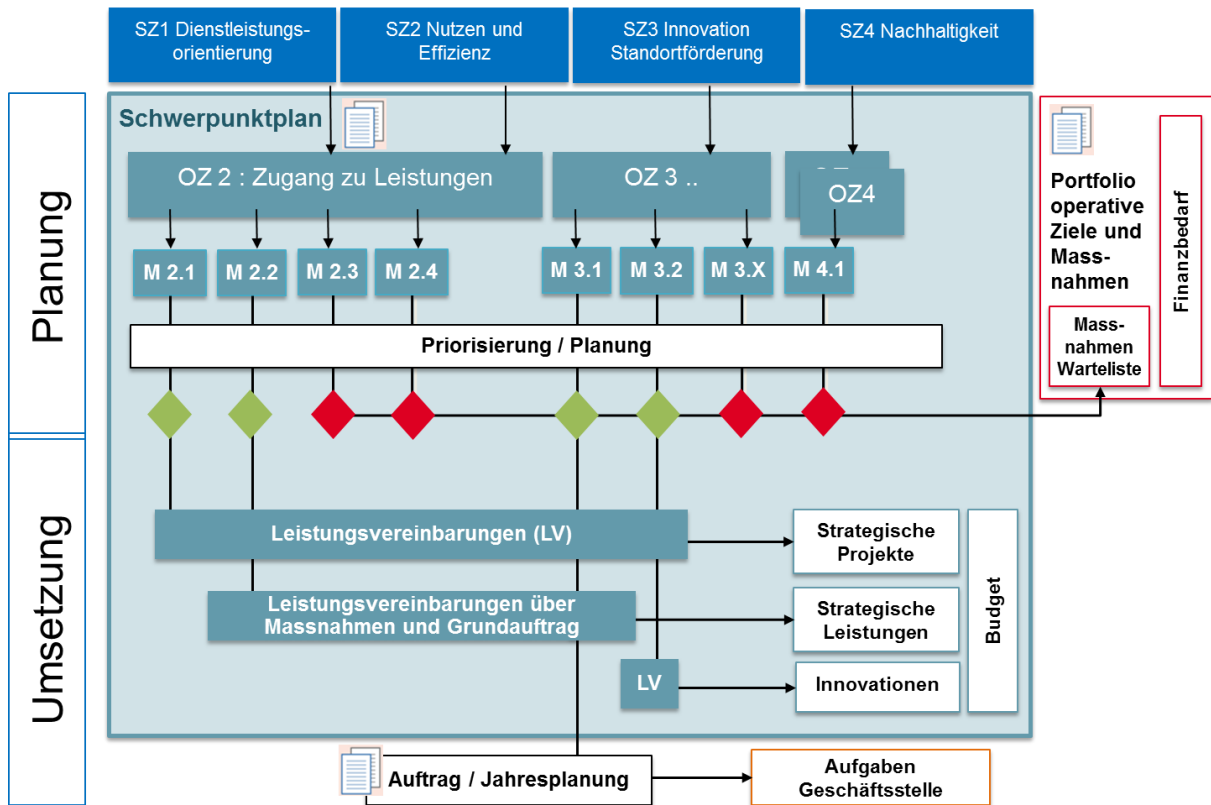 SZ1 Dienstleistungs-
orientierung
SZ2 Nutzen und
Effizienz
SZ3 Innovation
Standortförderung
SZ4 Nachhaltigkeit
Planung
Schwerpunktplan
OZ 2 : Zugang zu Leistungen
OZ 3 ..
OZ4
M 2.1
M 2.2
M 2.3
M 2.4
M 3.1
M 3.2
M 3.X
M 4.1
Priorisierung / Planung
Portfolio
operative
Ziele und
Mass-
nahmen
Mass-
nahmen
Warteliste
Finanzbedarf
Umsetzung
Leistungsvereinbarungen (LV)
Strategische
Projekte
Leistungsvereinbarungen über
Massnahmen und Grundauftrag
Strategische
Leistungen
LV
Innovationen
Budget
Auftrag / Jahresplanung
Aufgaben
Geschäftsstelle